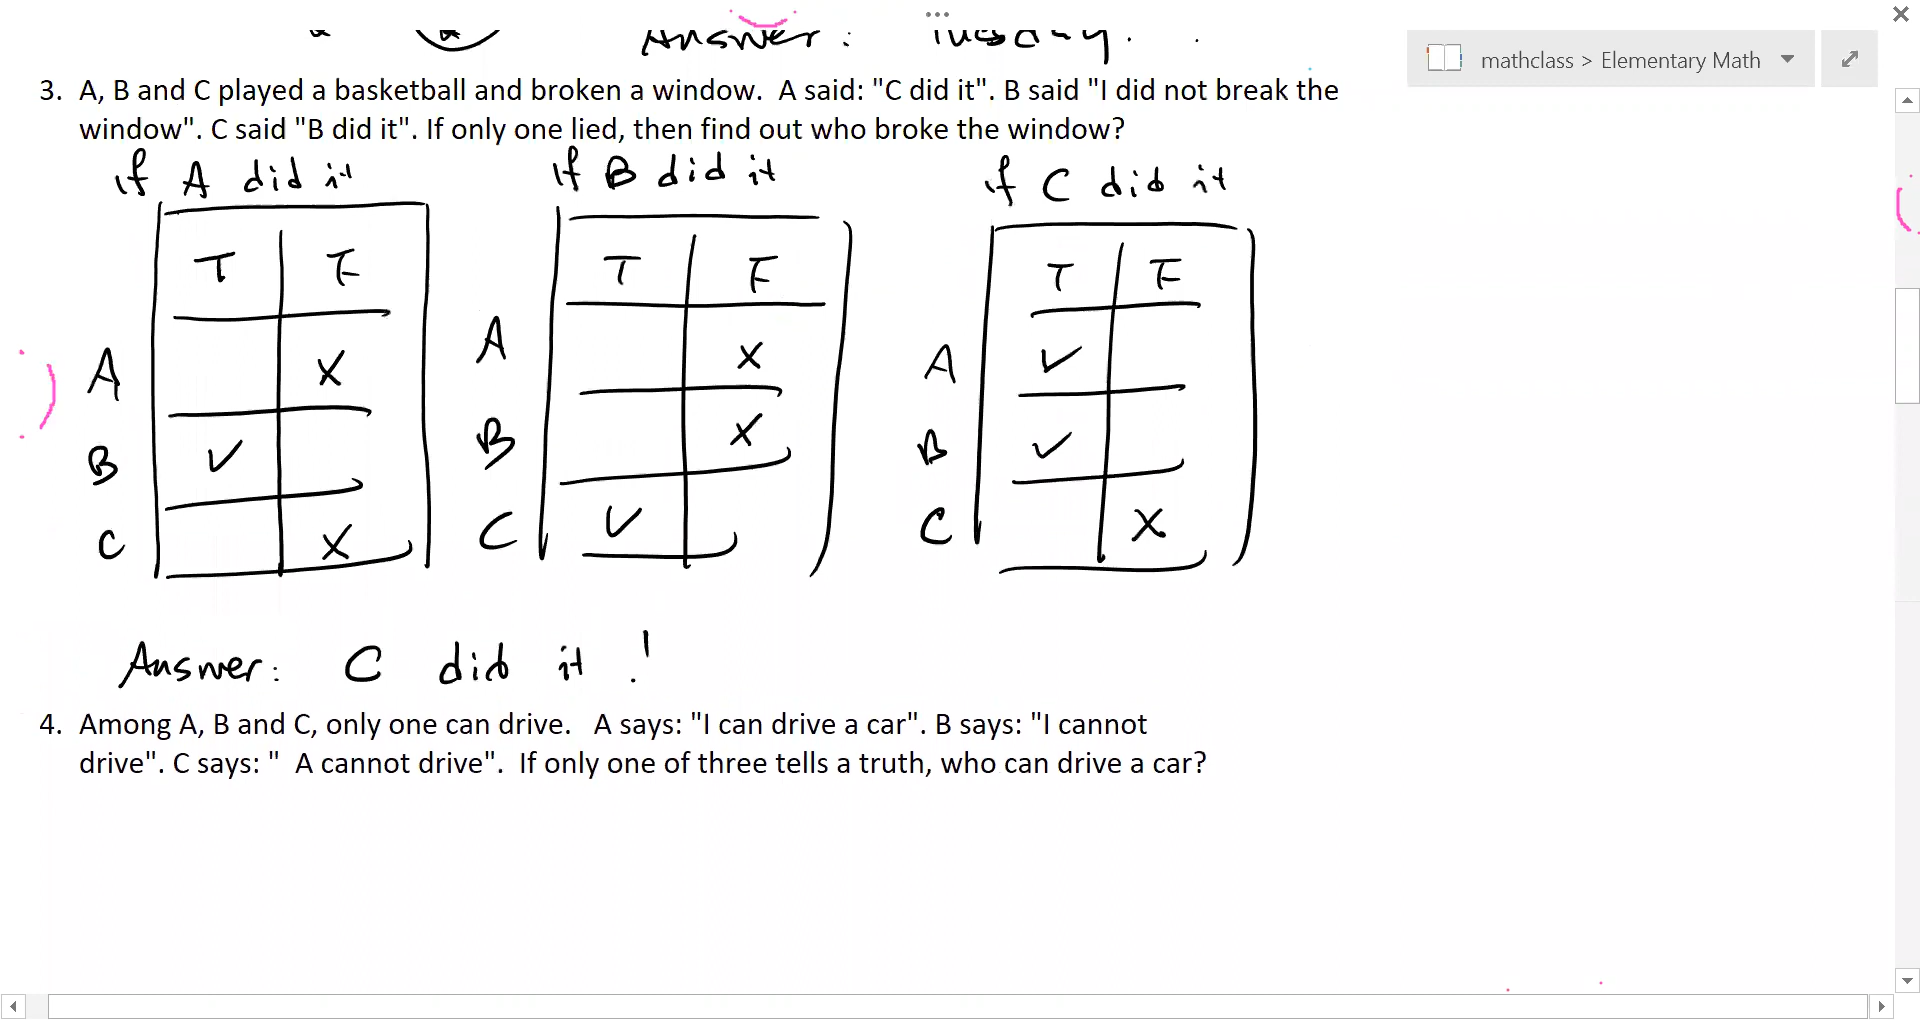 Answer: Tuesday.
mathclass > Elementary Math
3. A, B and C played a basketball and broken a window. A said: "C did it". B said "I did not break the
window". C said "B did it". If only one lied, then find out who broke the window?
if A did it
T F
A X
B ✓
C X
if B did it
T F
A X
B X
C ✓
if C did it
T F
A ✓
B ✓
C X
Answer: C did it !
4. Among A, B and C, only one can drive. A says: "I can drive a car". B says: "I cannot
drive". C says: " A cannot drive". If only one of three tells a truth, who can drive a car?